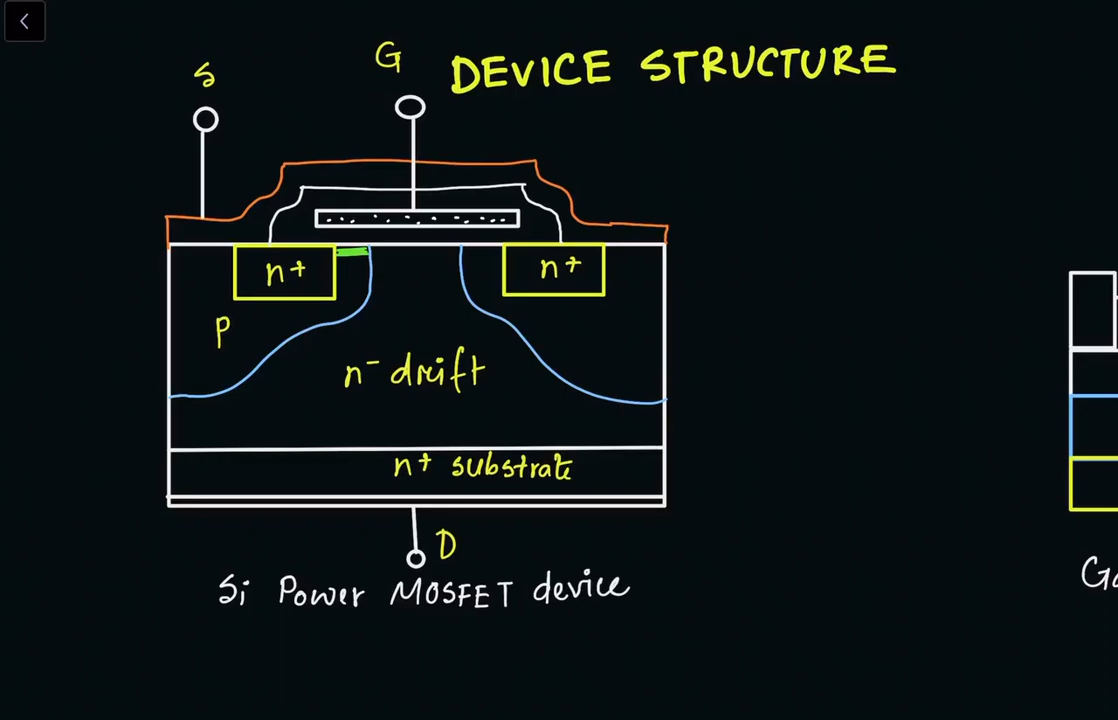 S
G
DEVICE STRUCTURE
n+
n+
P
n⁻ drift
n+ substrate
D
Si Power MOSFET device